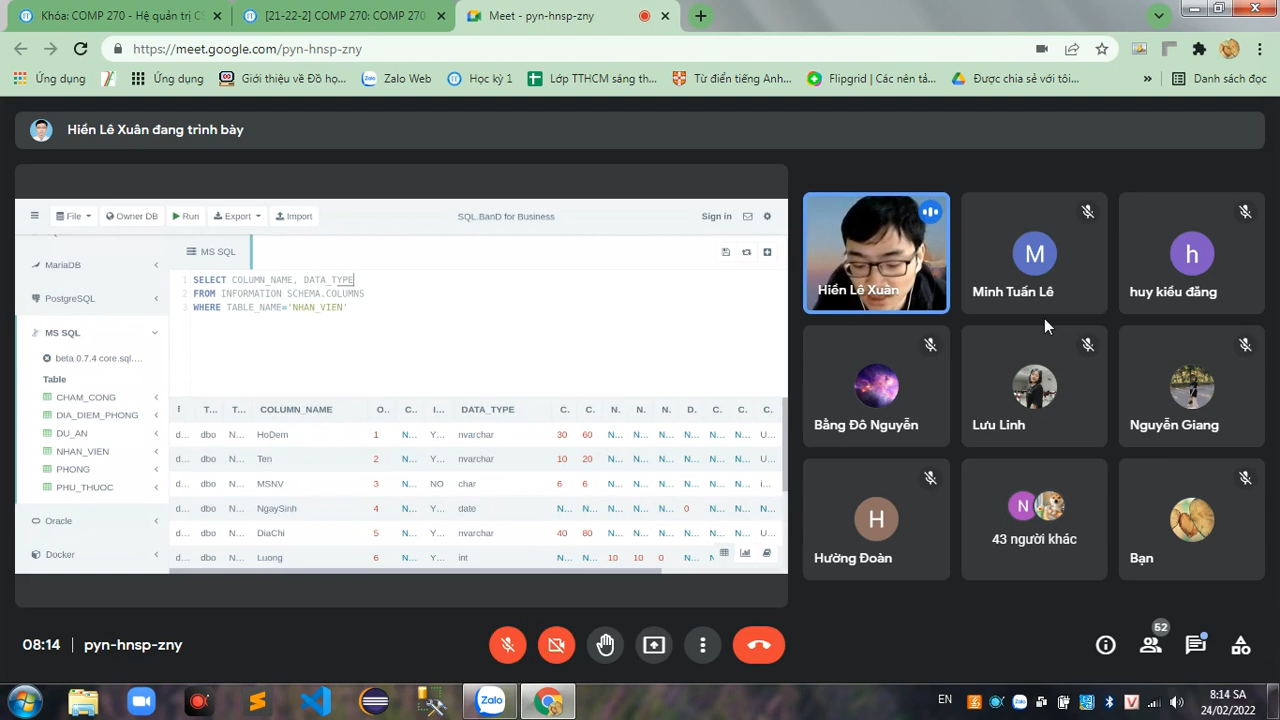 Khóa: COMP 270 - Hệ quản trị CS
[21-22-2] COMP 270: COMP 270
Meet - pyn-hnsp-zny
https://meet.google.com/pyn-hnsp-zny
Ứng dụng
Ứng dụng
Giới thiệu về Đồ họ...
Zalo Web
Học kỳ 1
Lớp TTHCM sáng th...
Từ điển tiếng Anh...
Flipgrid | Các nên tả...
Được chia sẻ với tôi...
»
Danh sách đọc
Hiền Lê Xuân đang trình bày
File
Owner DB
Run
Export
Import
SQL.BanD for Business
Sign in
MariaDB
PostgreSQL
MS SQL
beta 0.7.4 core.sql....
Table
CHAM_CONG
DIA_DIEM_PHONG
DU_AN
NHAN_VIEN
PHONG
PHU_THUOC
Oracle
Docker
MS SQL
1 SELECT COLUMN_NAME, DATA_TYPE
2 FROM INFORMATION SCHEMA.COLUMNS
3 WHERE TABLE_NAME='NHAN_VIEN'
T... T... COLUMN_NAME O... C... I... DATA_TYPE C. C. N. N. N. D. C. C. C.
d... dbo N... HoDem 1 N... Y... nvarchar 30 60 N... N... N... N... N... N... U...
d... dbo N... Ten 2 N... Y... nvarchar 10 20 N... N... N... N... N... N... U...
d... dbo N... MSNV 3 N... NO char 6 6 N... N... N... N... N... N... i...
d... dbo N... NgaySinh 4 N... Y... date N... N... N... N... N... 0 N... N... N...
d... dbo N... DiaChi 5 N... Y... nvarchar 40 80 N... N... N... N... N... N... U...
d... dbo N... Luong 6 N... Y... int N... N... 10 10 0 N... N... N... N...
Hiền Lê Xuân
M
Minh Tuấn Lê
h
huy kiều đăng
Bằng Đô Nguyễn
Lưu Linh
Nguyễn Giang
H
Hường Đoàn
N
43 người khác
Bạn
08:14 | pyn-hnsp-zny
52
Zalo
EN
8:14 SA
24/02/2022